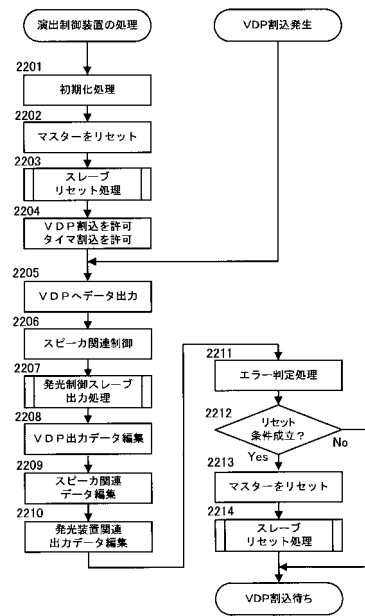 演出制御装置の処理
VDP割込発生
2201
初期化処理
2202
マスターをリセット
2203
スレーブ
リセット処理
2204
VDP割込を許可
タイマ割込を許可
2205
VDPへデータ出力
2206
スピーカ関連制御
2207
発光制御スレーブ
出力処理
2208
VDP出力データ編集
2209
スピーカ関連
データ編集
2210
発光装置関連
出力データ編集
2211
エラー判定処理
2212
リセット
条件成立?
No
Yes
2213
マスターをリセット
2214
スレーブ
リセット処理
VDP割込待ち